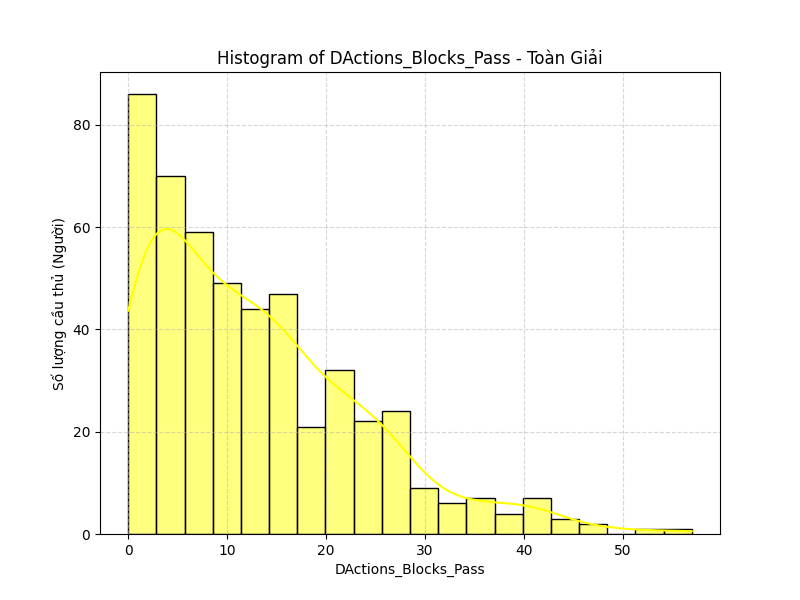 Histogram of DActions_Blocks_Pass - Toàn Giải
80
60
40
20
0
Số lượng cầu thủ (Người)
0 10 20 30 40 50
DActions_Blocks_Pass